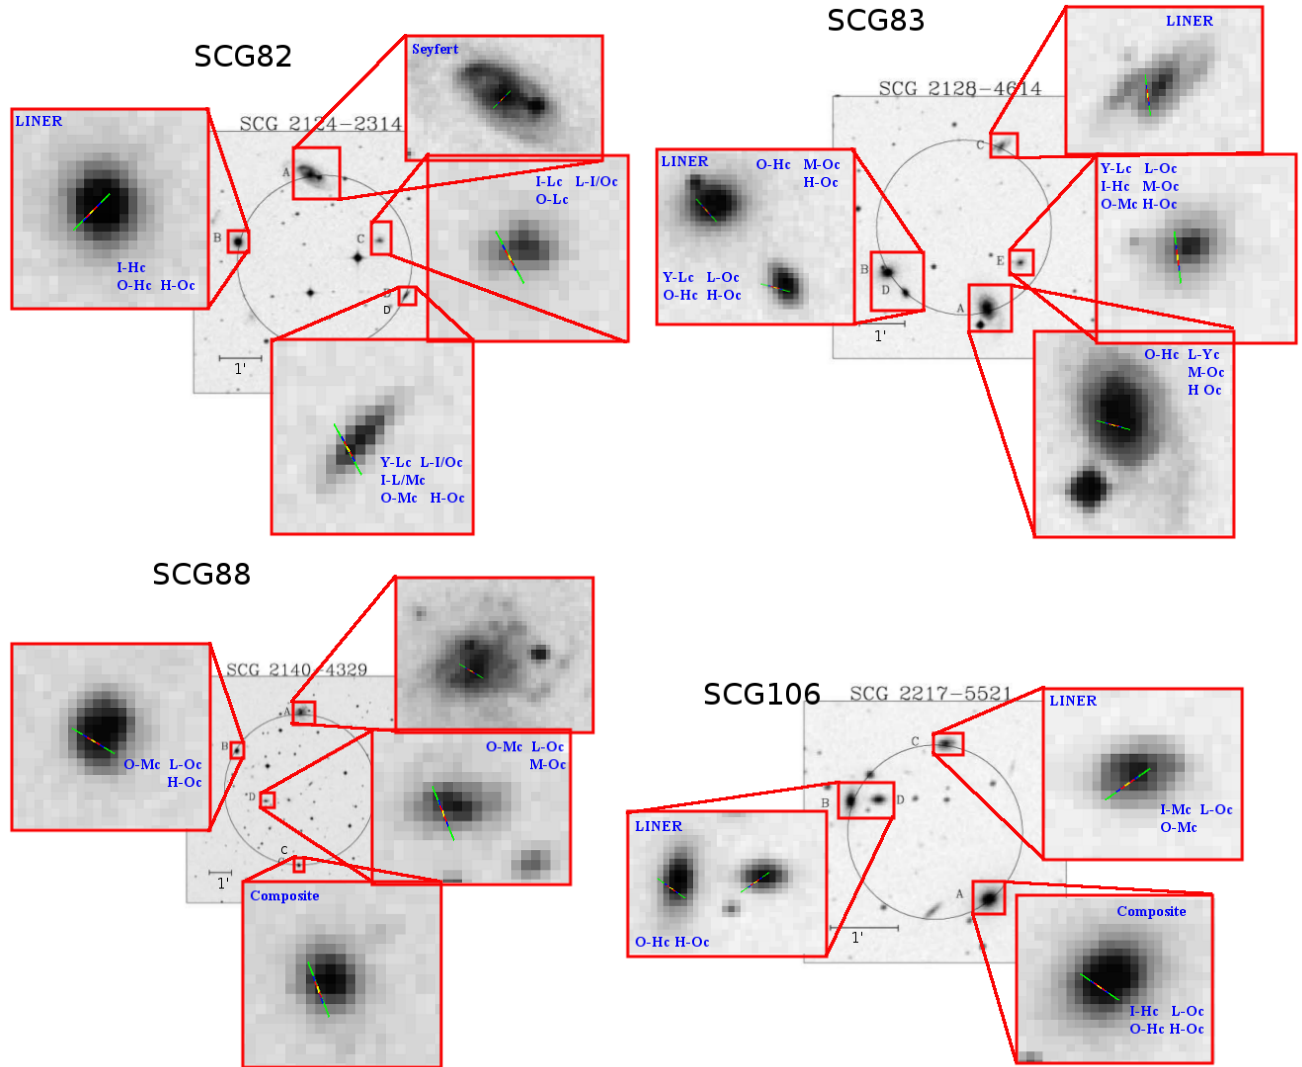 SCG82
SCG 2124-2314
LINER
I-Hc
O-Hc H-Oc
Seyfert
I-Lc L-I/Oc
O-Lc
A
B
C
D
1'
Y-Lc L-I/Oc
I-L/Mc
O-Mc H-Oc
SCG83
SCG 2128-4614
LINER
LINER
O-Hc M-Oc
H-Oc
Y-Lc L-Oc
O-Hc H-Oc
Y-Lc L-Oc
I-Hc M-Oc
O-Mc H-Oc
C
E
B
D
A
1'
O-Hc L-Yc
M-Oc
H Oc
SCG88
SCG 2140-4329
A
B
D
C
1'
O-Mc L-Oc
H-Oc
O-Mc L-Oc
M-Oc
Composite
SCG106
SCG 2217-5521
C
B
D
A
1'
LINER
O-Hc H-Oc
LINER
I-Mc L-Oc
O-Mc
Composite
I-Hc L-Oc
O-Hc H-Oc